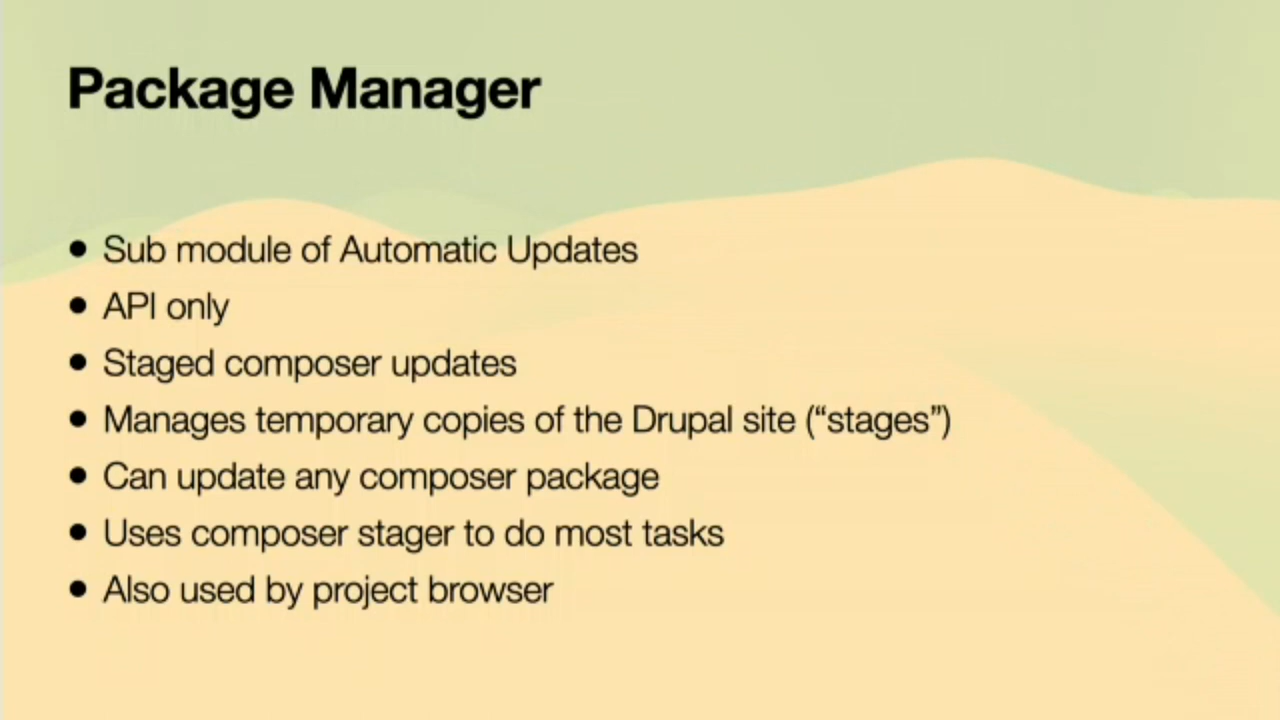 Package Manager
• Sub module of Automatic Updates
• API only
• Staged composer updates
• Manages temporary copies of the Drupal site (“stages”)
• Can update any composer package
• Uses composer stager to do most tasks
• Also used by project browser